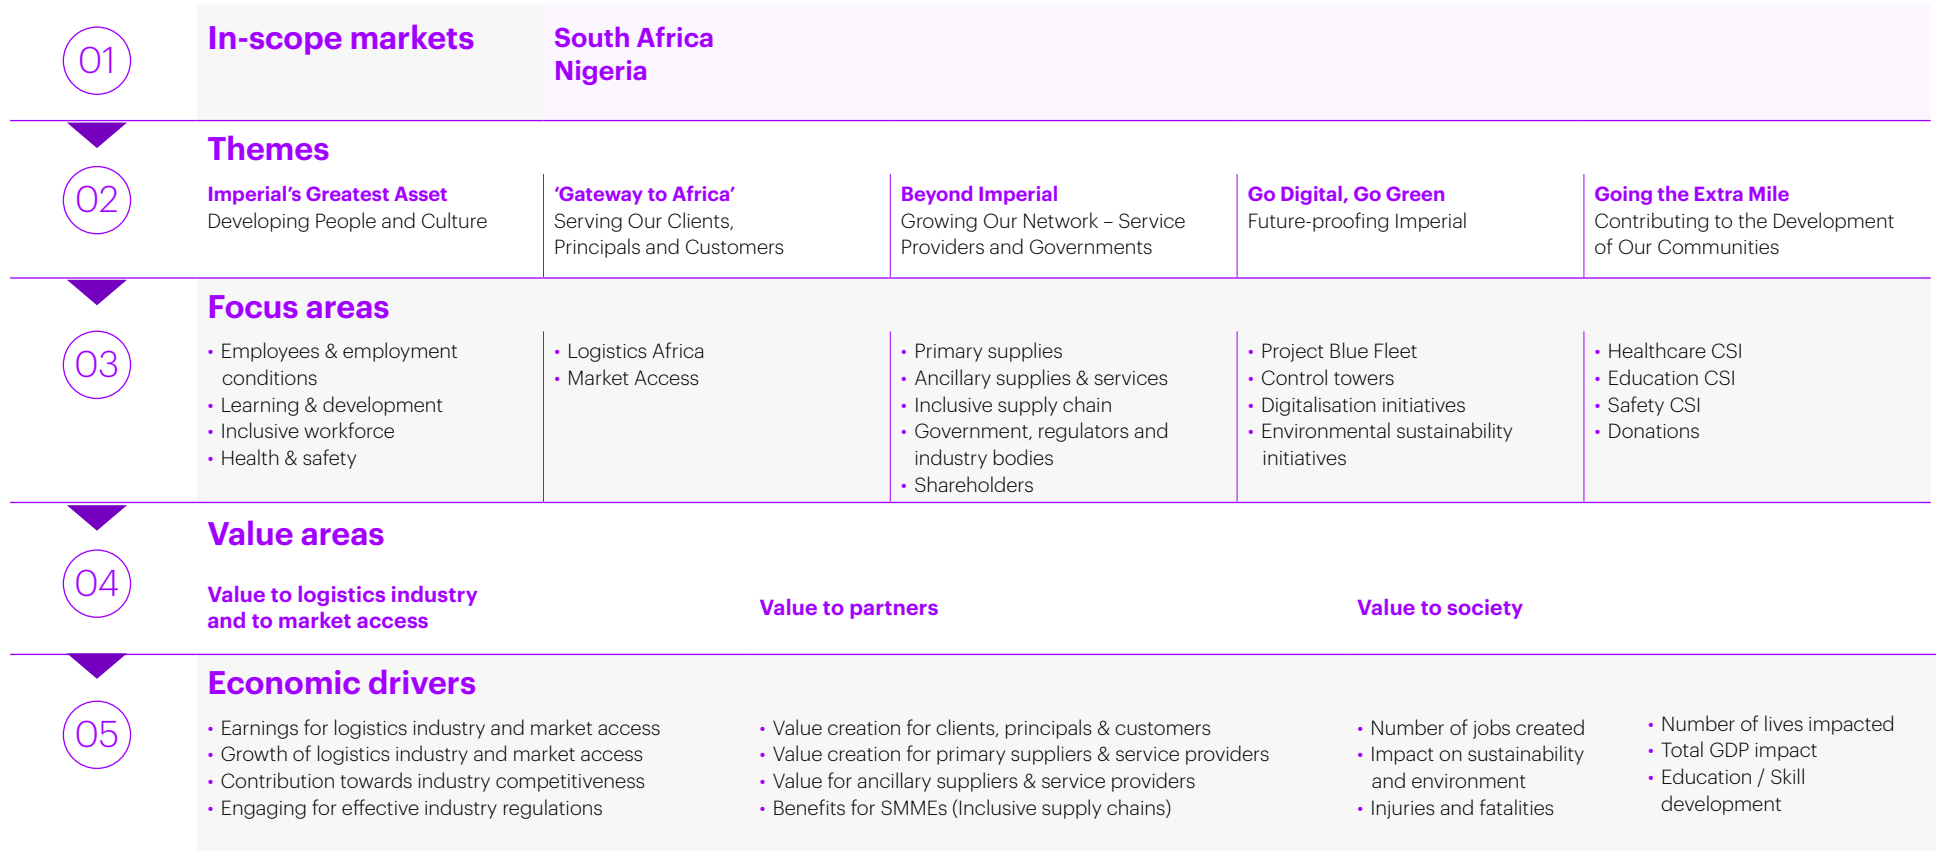 01
In-scope markets
South Africa
Nigeria
02
Themes
Imperial's Greatest Asset
Developing People and Culture
‘Gateway to Africa’
Serving Our Clients,
Principals and Customers
Beyond Imperial
Growing Our Network – Service
Providers and Governments
Go Digital, Go Green
Future-proofing Imperial
Going the Extra Mile
Contributing to the Development
of Our Communities
03
Focus areas
• Employees & employment
conditions
• Learning & development
• Inclusive workforce
• Health & safety
• Logistics Africa
• Market Access
• Primary supplies
• Ancillary supplies & services
• Inclusive supply chain
• Government, regulators and
industry bodies
• Shareholders
• Project Blue Fleet
• Control towers
• Digitalisation initiatives
• Environmental sustainability
initiatives
• Healthcare CSI
• Education CSI
• Safety CSI
• Donations
04
Value areas
Value to logistics industry
and to market access
Value to partners
Value to society
05
Economic drivers
• Earnings for logistics industry and market access
• Growth of logistics industry and market access
• Contribution towards industry competitiveness
• Engaging for effective industry regulations
• Value creation for clients, principals & customers
• Value creation for primary suppliers & service providers
• Value for ancillary suppliers & service providers
• Benefits for SMMEs (Inclusive supply chains)
• Number of jobs created
• Impact on sustainability
and environment
• Injuries and fatalities
• Number of lives impacted
• Total GDP impact
• Education / Skill
development